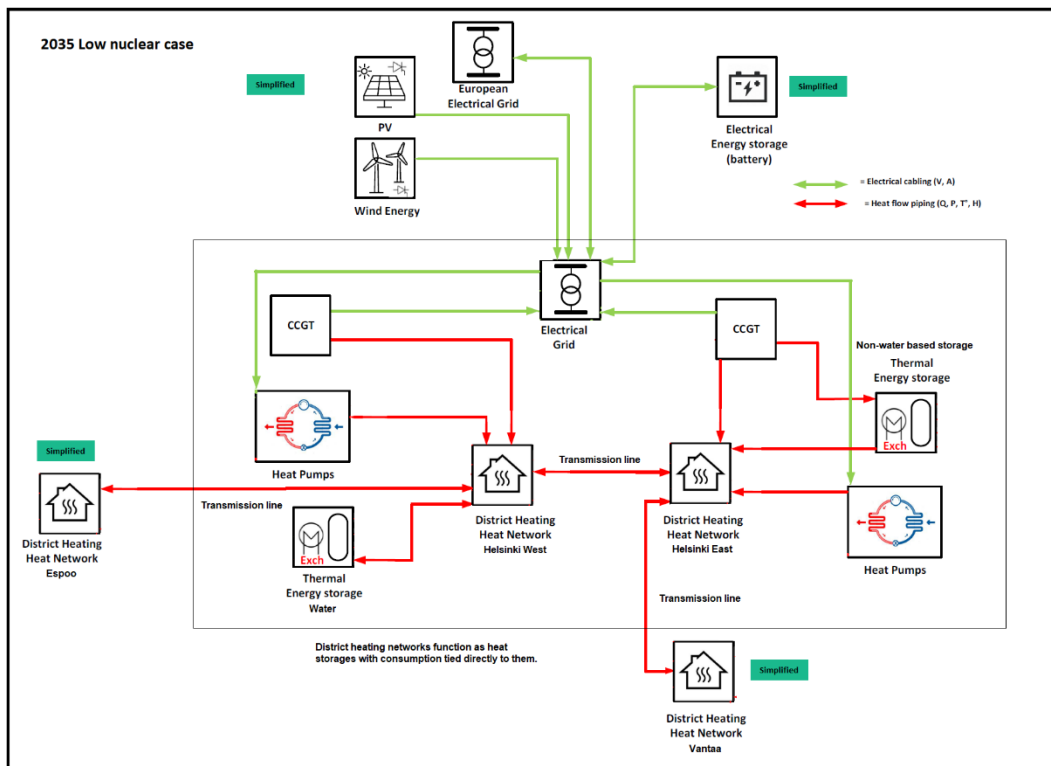 2035 Low nuclear case
Simplified
PV
European
Electrical Grid
Simplified
Electrical
Energy storage
(battery)
Wind Energy
= Electrical cabling (V, A)
= Heat flow piping (Q, P, T°, H)
CCGT
Electrical
Grid
CCGT
Non-water based storage
Thermal
Energy storage
Exch
Heat Pumps
Simplified
Transmission line
Transmission line
District Heating
Heat Network
Espoo
District Heating
Heat Network
Helsinki West
District Heating
Heat Network
Helsinki East
Exch
Thermal
Energy storage
Water
Heat Pumps
Transmission line
District heating networks function as heat
storages with consumption tied directly to them.
Simplified
District Heating
Heat Network
Vantaa